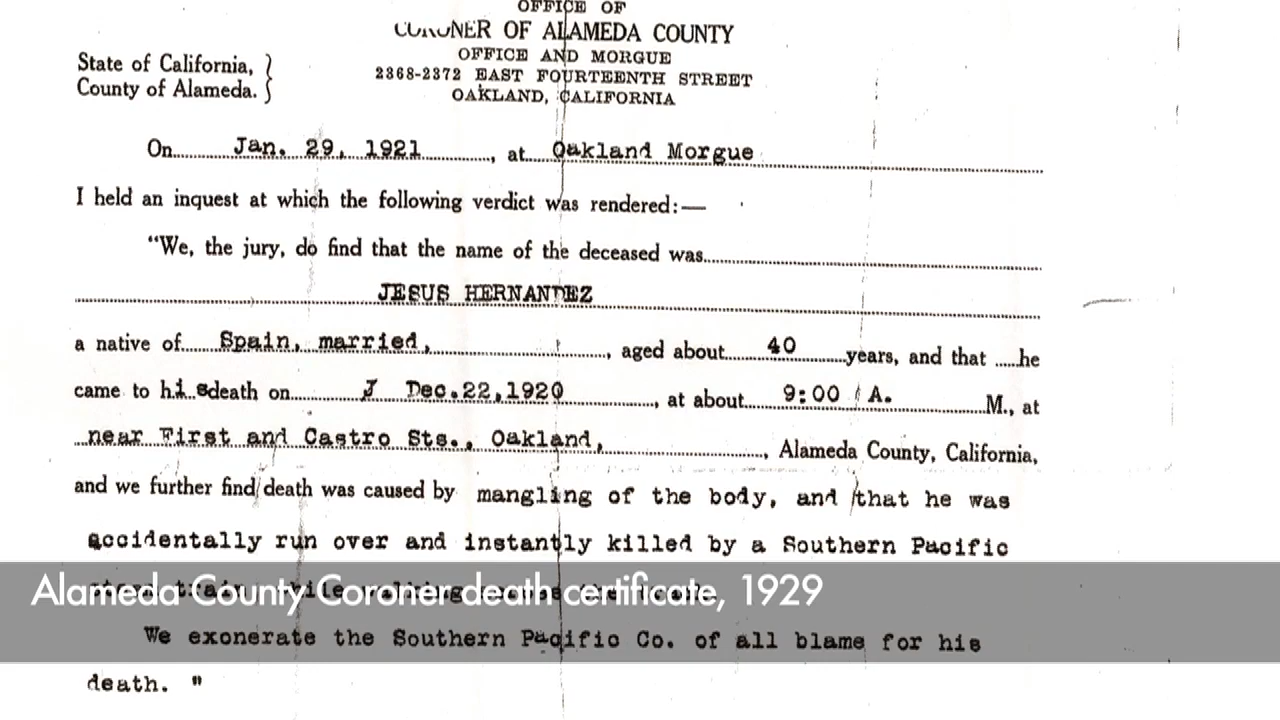 OFFICE OF
CORONER OF ALAMEDA COUNTY
OFFICE AND MORGUE
2368-2372 EAST FOURTEENTH STREET
OAKLAND, CALIFORNIA
State of California,
County of Alameda.
On Jan. 29, 1921, at Oakland Morgue
I held an inquest at which the following verdict was rendered:—
"We, the jury, do find that the name of the deceased was
JESUS HERNANDEZ
a native of Spain, married, , aged about 40 years, and that he
came to his death on Dec.22,1920, at about 9:00 A. M., at
near First and Castro Sts., Oakland, , Alameda County, California,
and we further find death was caused by mangling of the body, and that he was
accidentally run over and instantly killed by a Southern Pacific
train
Alameda County Coroner death certificate, 1929
We exonerate the Southern Pacific Co. of all blame for his
death. "